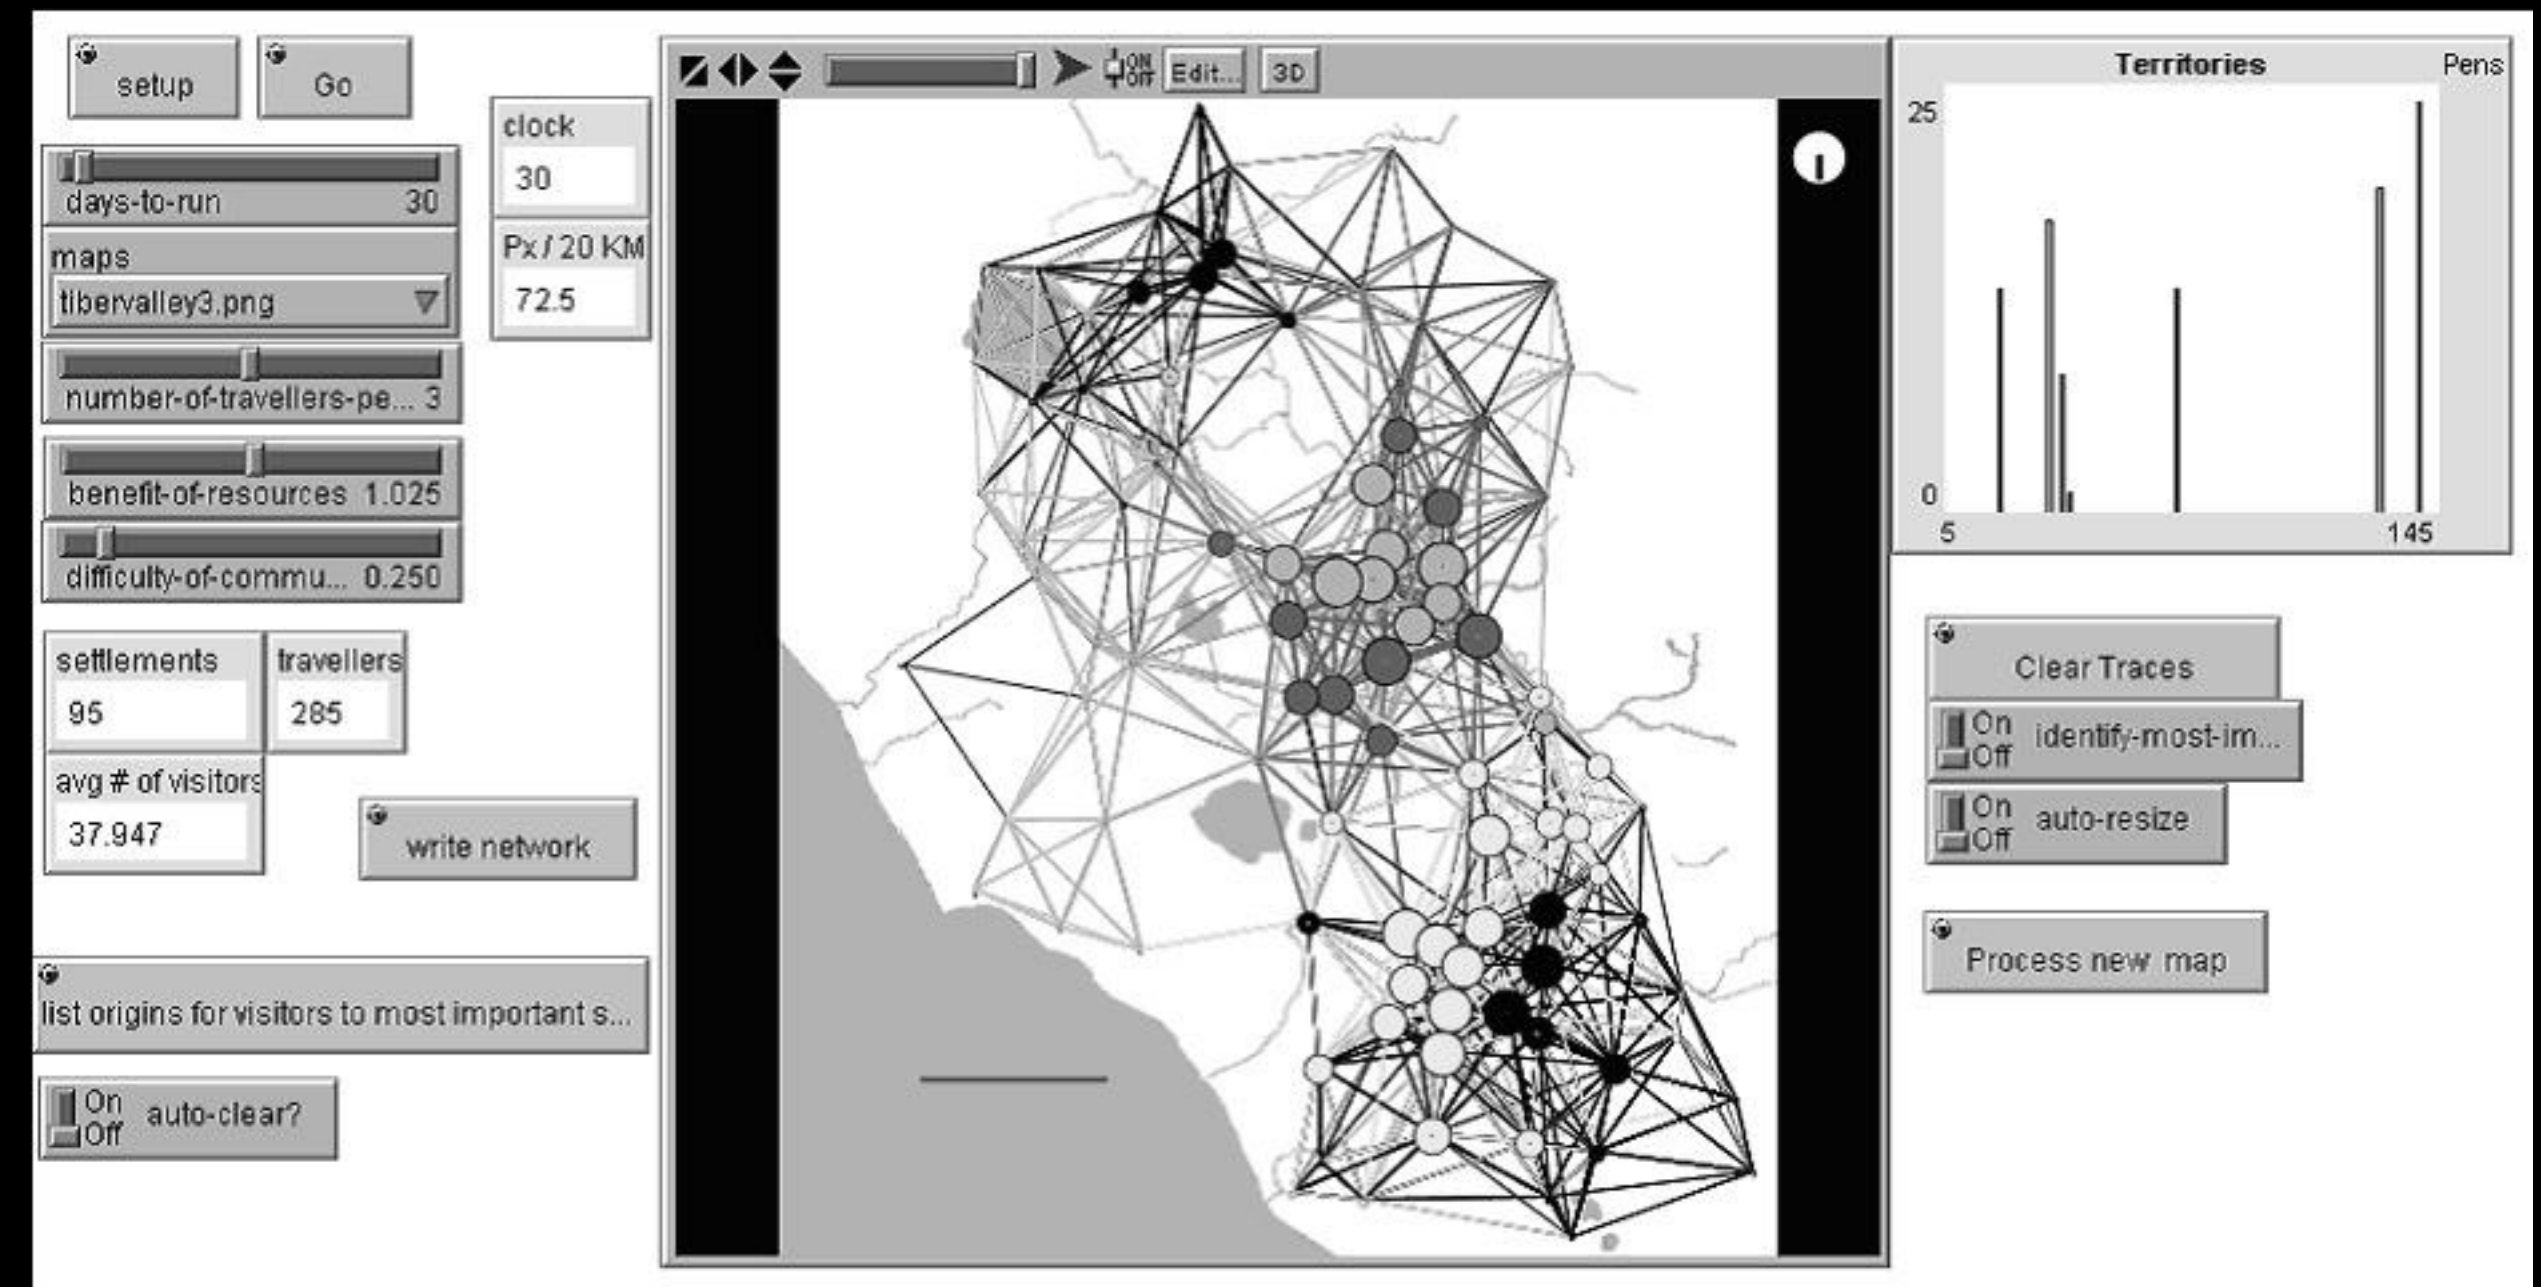 setup
Go
clock
30
days-to-run 30
Px / 20 KM
72.5
maps
tibervalley3.png
number-of-travellers-pe... 3
benefit-of-resources 1.025
difficulty-of-commu... 0.250
settlements
95
travellers
285
avg # of visitors
37.947
write network
list origins for visitors to most important s...
On
Off
auto-clear?
ON
OFF
Edit...
3D
Territories
Pens
25
0
5
145
Clear Traces
On
Off
identify-most-im...
On
Off
auto-resize
Process new map